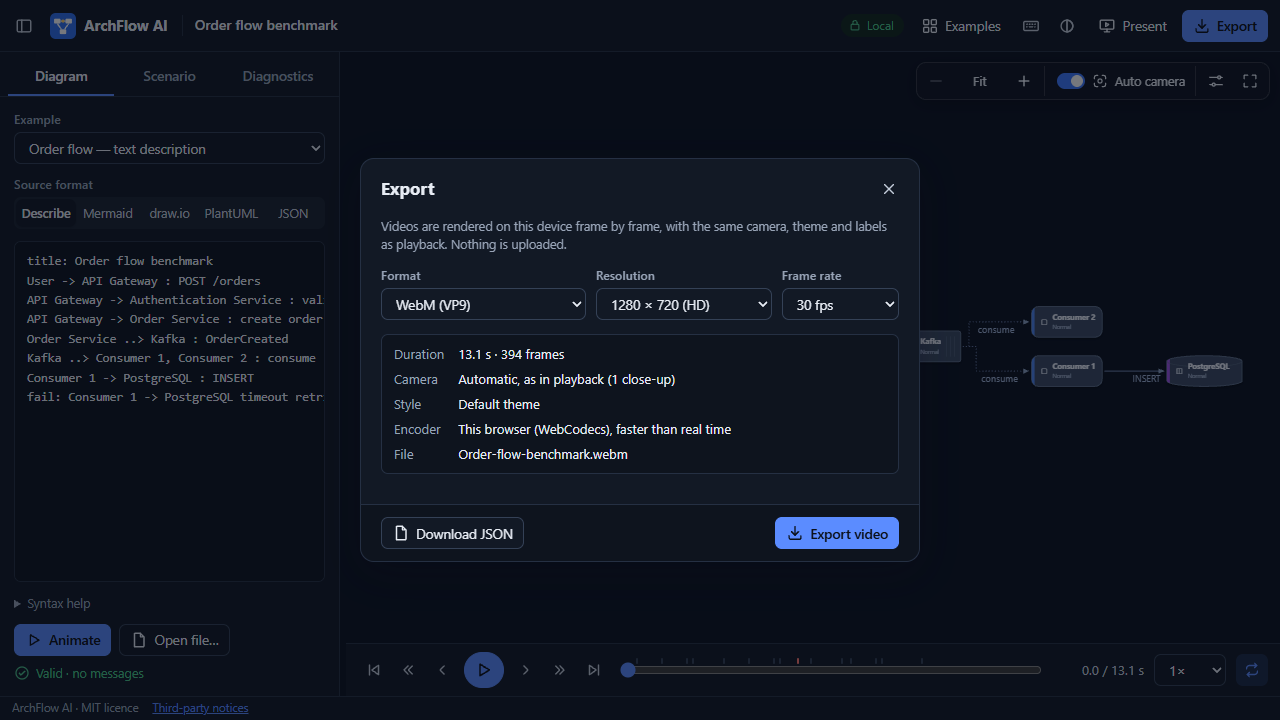 ArchFlow AI
Order flow benchmark
Local
Examples
Present
Export
Diagram
Scenario
Diagnostics
Fit
Auto camera
Example
Order flow — text description
Source format
Describe
Mermaid
draw.io
PlantUML
JSON
title: Order flow benchmark
User -> API Gateway : POST /orders
API Gateway -> Authentication Service : val
API Gateway -> Order Service : create order
Order Service ..> Kafka : OrderCreated
Kafka ..> Consumer 1, Consumer 2 : consume
Consumer 1 -> PostgreSQL : INSERT
fail: Consumer 1 -> PostgreSQL timeout retr
Syntax help
Animate
Open file...
Valid · no messages
Export
Videos are rendered on this device frame by frame, with the same camera, theme and labels
as playback. Nothing is uploaded.
Format
Resolution
Frame rate
WebM (VP9)
1280 × 720 (HD)
30 fps
Duration 13.1 s · 394 frames
Camera Automatic, as in playback (1 close-up)
Style Default theme
Encoder This browser (WebCodecs), faster than real time
File Order-flow-benchmark.webm
Download JSON
Export video
Kafka
Normal
consume
Consumer 2
Normal
consume
Consumer 1
Normal
INSERT
PostgreSQL
Normal
0.0 / 13.1 s
1×
ArchFlow AI · MIT licence
Third-party notices